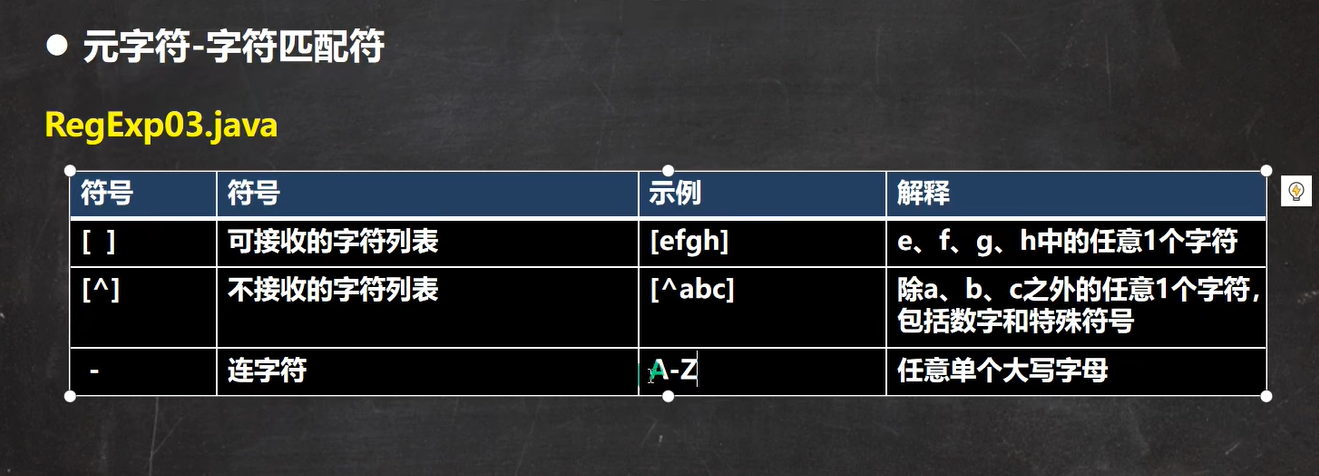 ● 元字符-字符匹配符
RegExp03.java
符号 符号 示例 解释
[ ] 可接收的字符列表 [efgh] e、f、g、h中的任意1个字符
[^] 不接收的字符列表 [^abc] 除a、b、c之外的任意1个字符，
包括数字和特殊符号
- 连字符 A-Z 任意单个大写字母